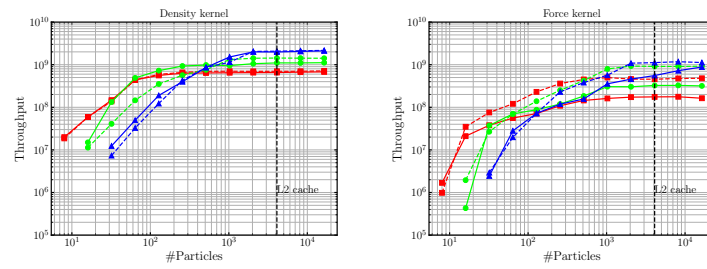 Density kernel
Throughput
10^10
10^9
10^8
10^7
10^6
10^5
L2 cache
10^1 10^2 10^3 10^4
#Particles
Force kernel
Throughput
10^10
10^9
10^8
10^7
10^6
10^5
L2 cache
10^1 10^2 10^3 10^4
#Particles